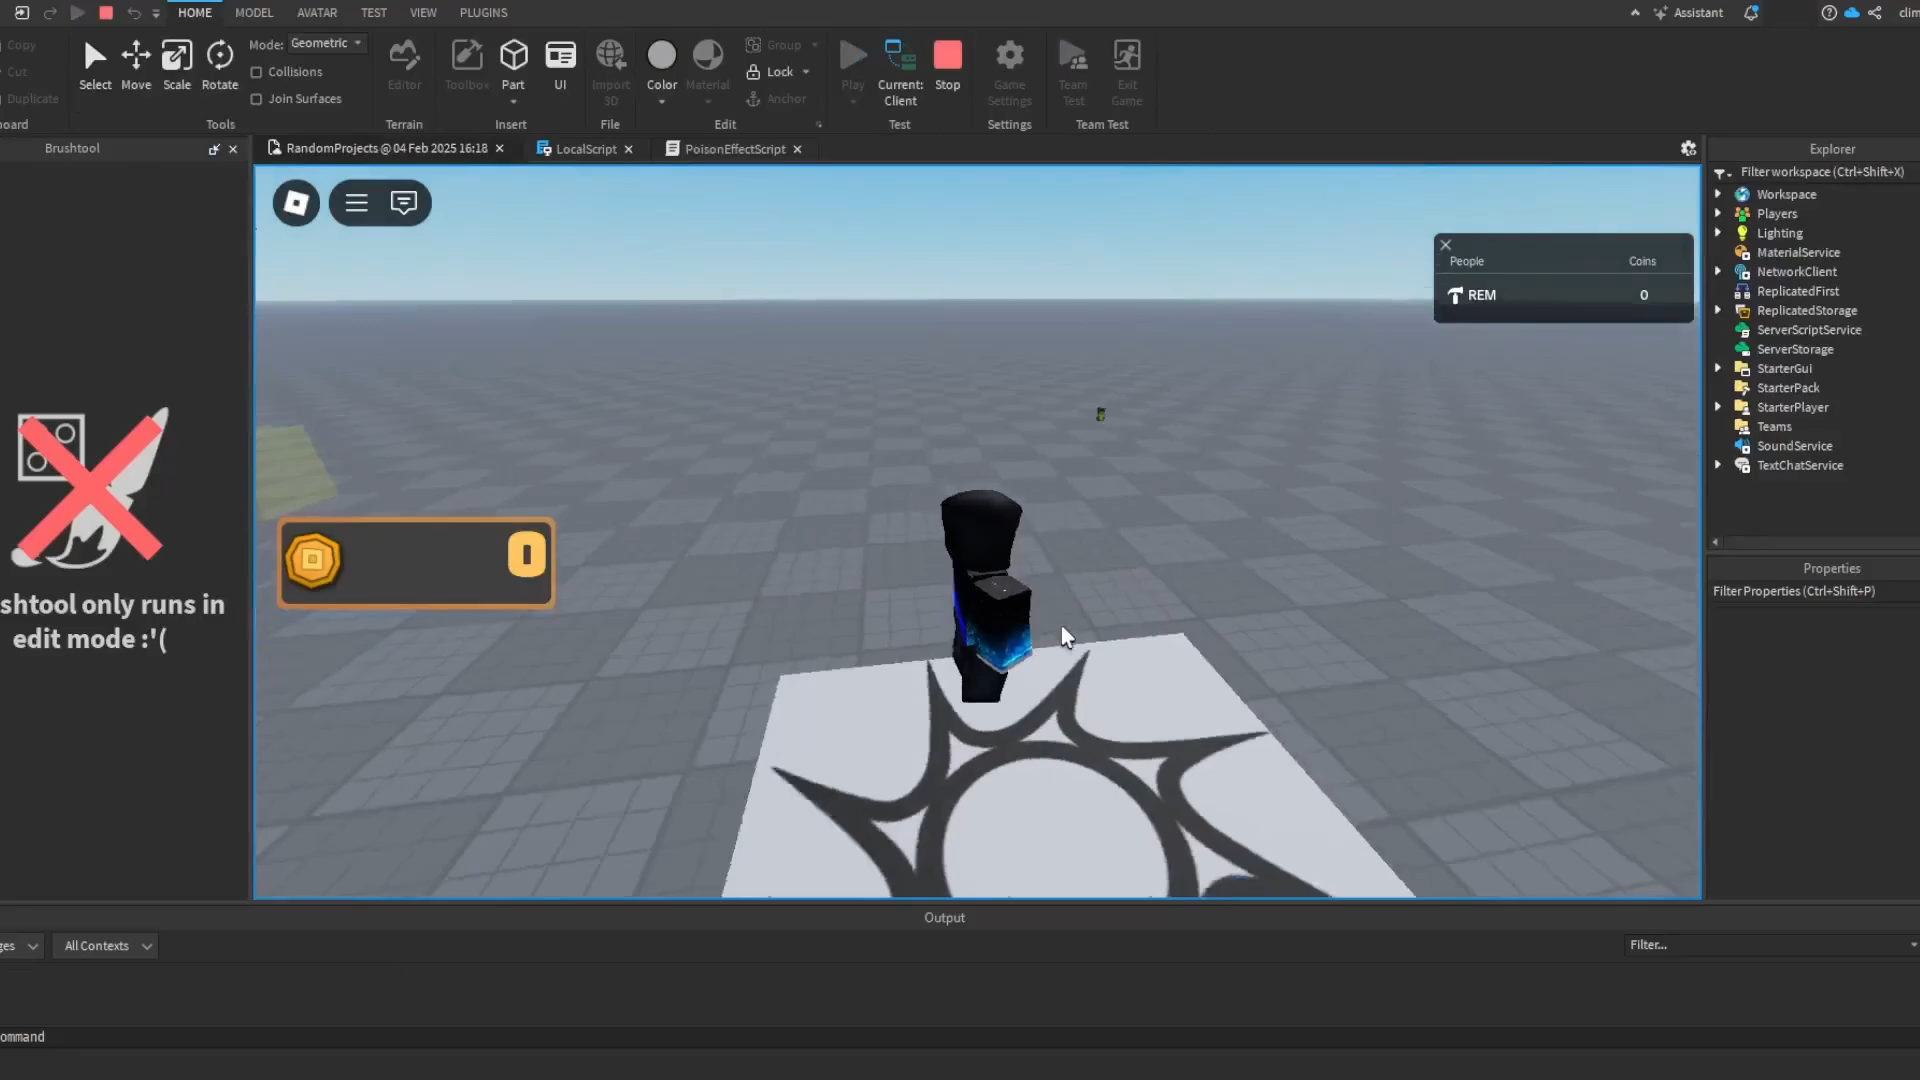 HOME MODEL AVATAR TEST VIEW PLUGINS Assistant clim
Copy
Cut
Duplicate
oard
Select Move Scale Rotate
Mode: Geometric
Collisions
Join Surfaces
Tools
Editor
Terrain
Toolbox Part UI
Insert
Import
3D
File
Color Material
Group
Lock
Anchor
Edit
Play Current:
Client Stop
Test
Game
Settings
Settings
Team
Test
Exit
Game
Team Test
Brushtool
RandomProjects @ 04 Feb 2025 16:18
LocalScript
PoisonEffectScript
shtool only runs in
edit mode :'(
People Coins
REM 0
0
Explorer
Filter workspace (Ctrl+Shift+X)
Workspace
Players
Lighting
MaterialService
NetworkClient
ReplicatedFirst
ReplicatedStorage
ServerScriptService
ServerStorage
StarterGui
StarterPack
StarterPlayer
Teams
SoundService
TextChatService
Properties
Filter Properties (Ctrl+Shift+P)
Output
ges All Contexts Filter...
ommand